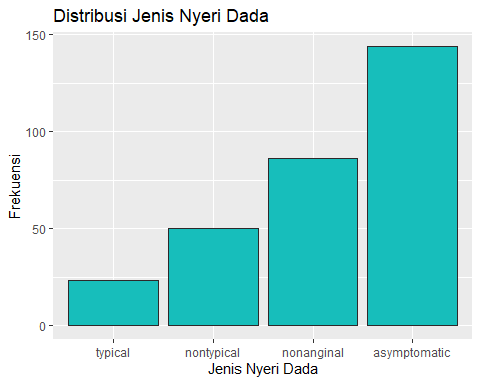 Distribusi Jenis Nyeri Dada
150
100
50
0
Frekuensi
typical nontypical nonanginal asymptomatic
Jenis Nyeri Dada